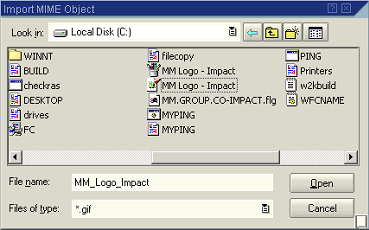 Import MIME Object
Look in: Local Disk (C:)
WINNT filecopy PING
BUILD MM Logo - Impact Printers
checkras MM Logo - Impact w2kbuild
DESKTOP MM.GROUP.CO-IMPACT.flg WFCNAME
drives MYPING
FC MYPING
File name: MM_Logo_Impact Open
Files of type: *.gif Cancel